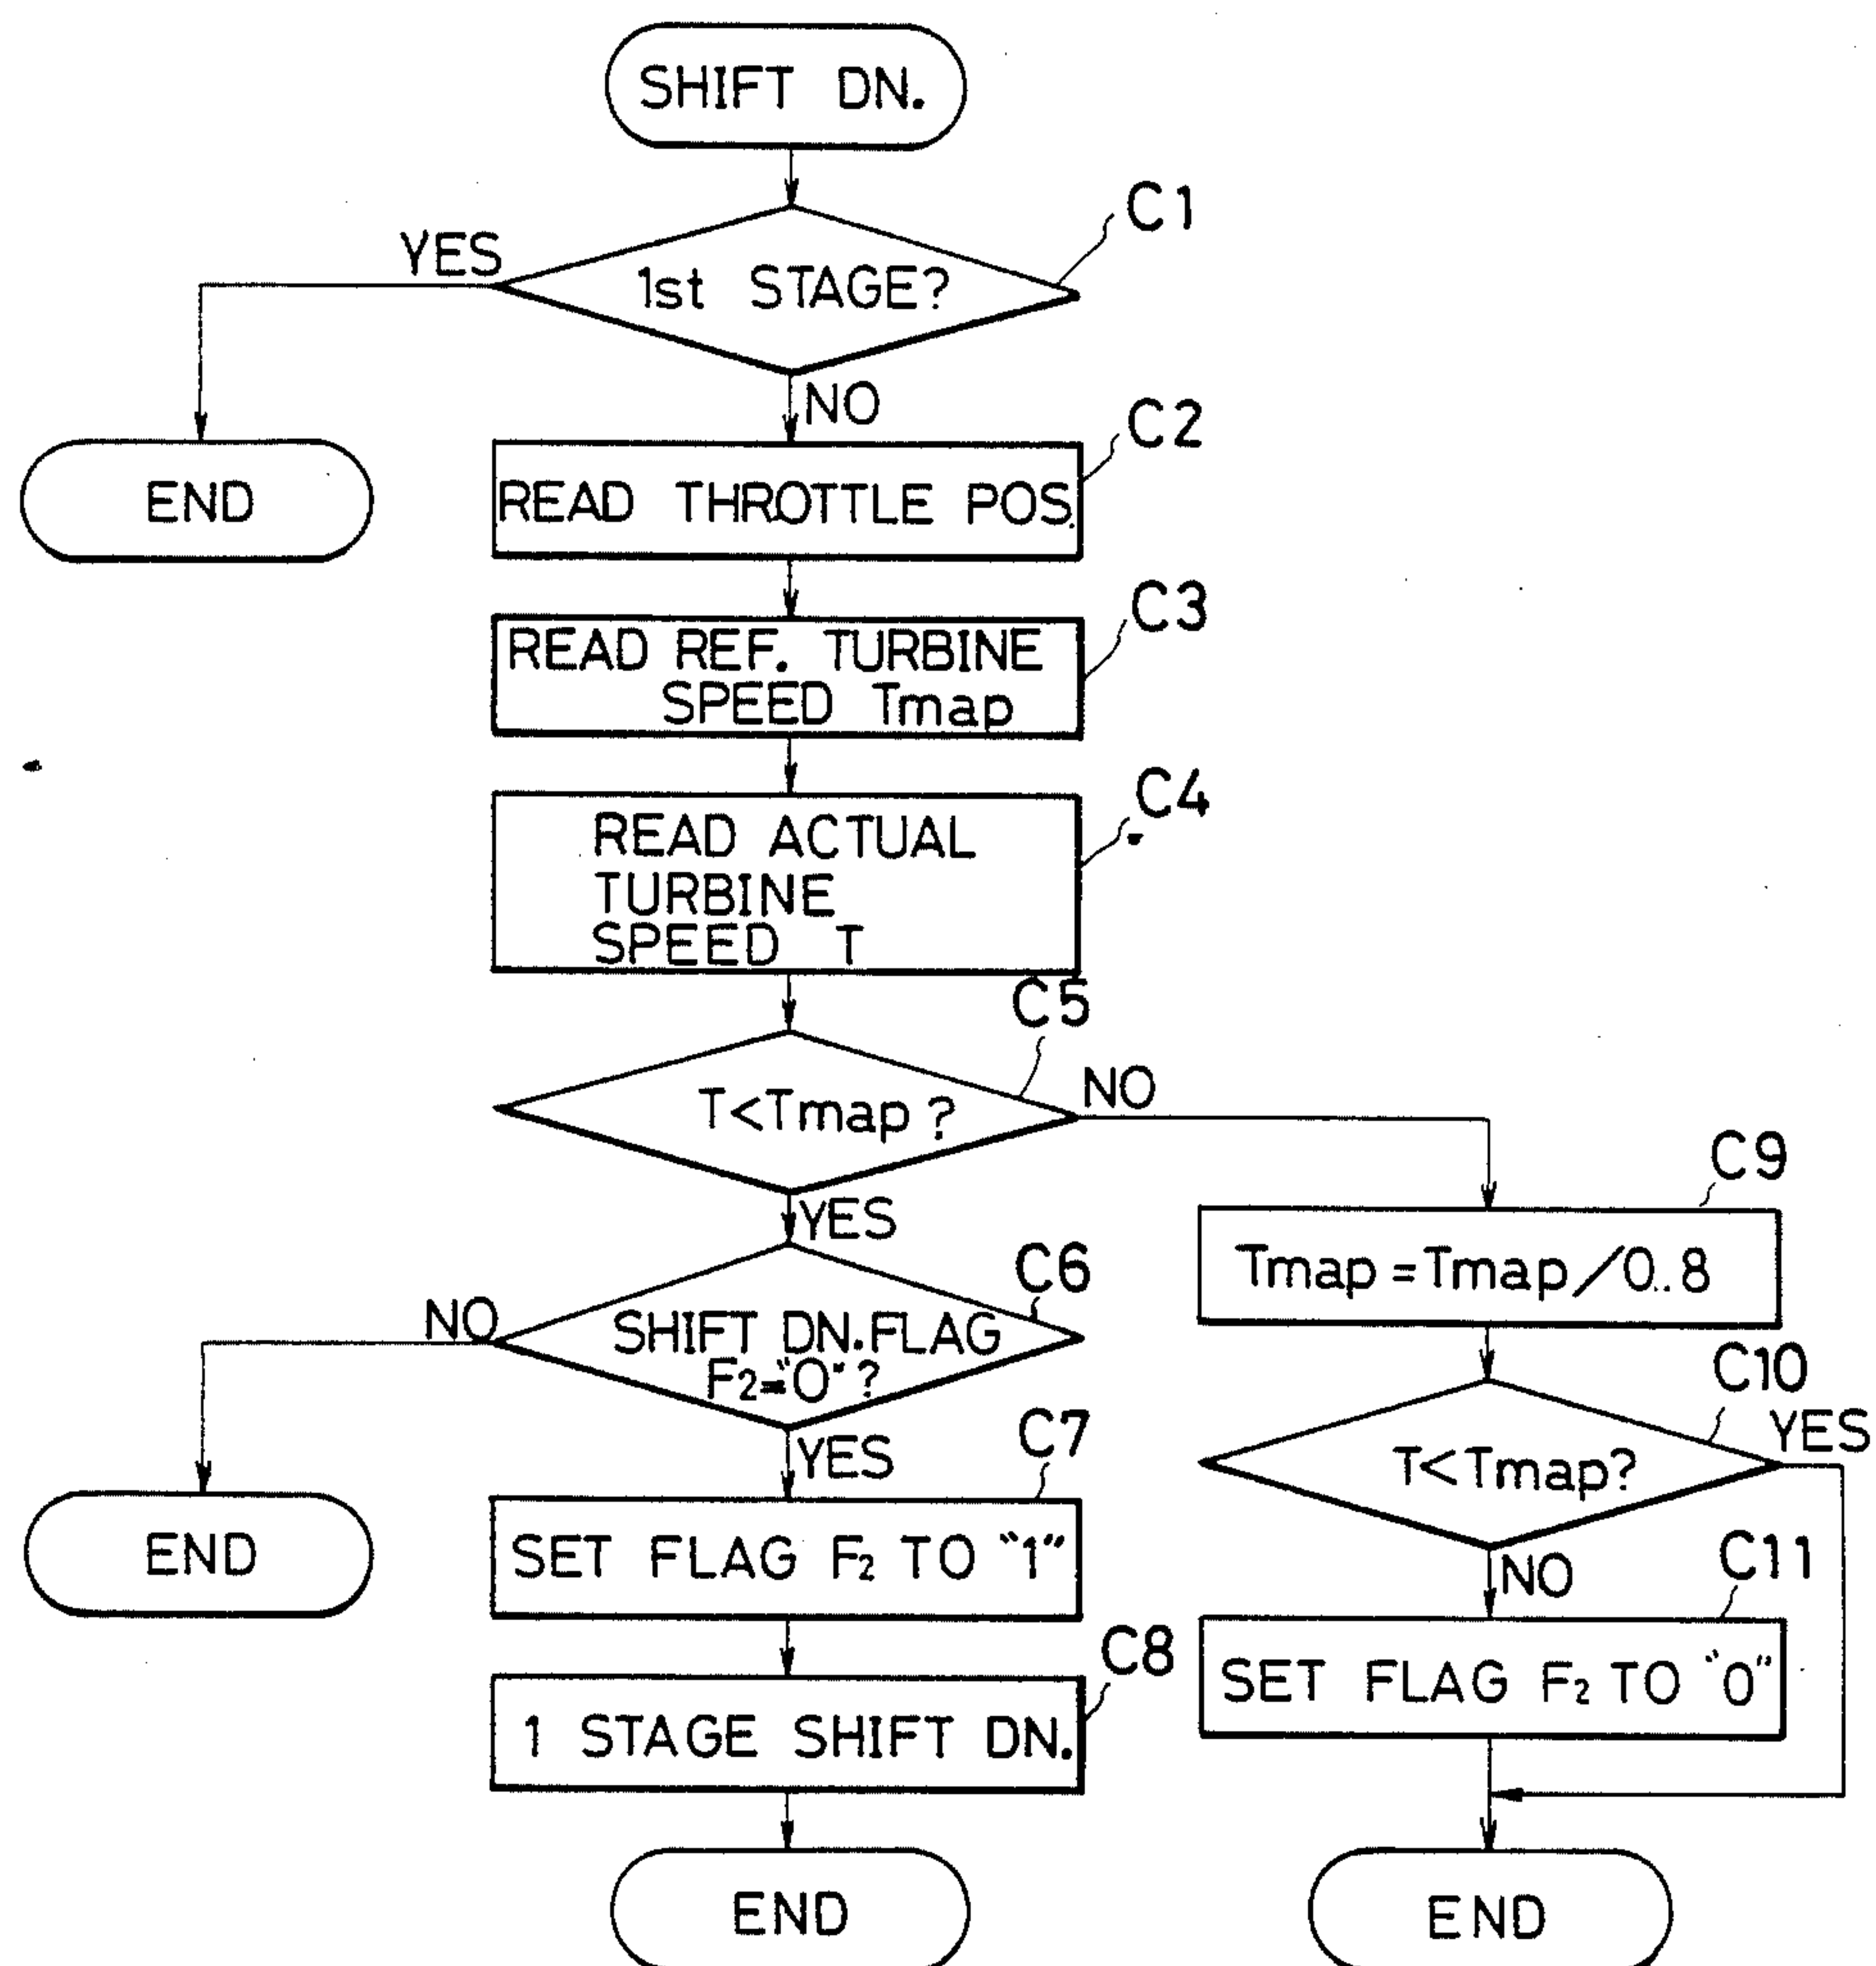 SHIFT DN.
C1
YES
1st STAGE?
NO
C2
END
READ THROTTLE POS.
C3
READ REF. TURBINE
SPEED Tmap
C4
READ ACTUAL
TURBINE
SPEED T
C5
T<Tmap?
NO
YES
C9
Tmap=Tmap/0.8
C6
NO
SHIFT DN.FLAG
F2="0"?
YES
C10
YES
T<Tmap?
NO
C7
END
SET FLAG F2 TO "1"
C11
SET FLAG F2 TO "0"
C8
1 STAGE SHIFT DN.
END
END